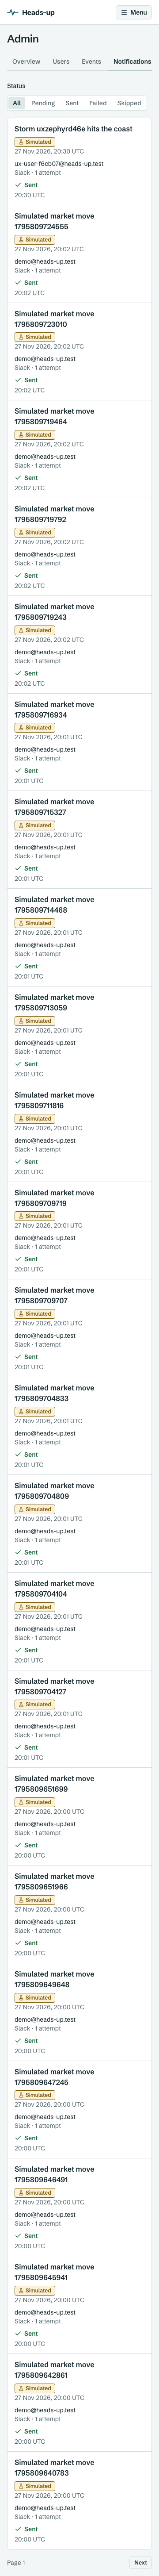 Heads-up
Menu
Admin
Overview Users Events Notifications
Status
All Pending Sent Failed Skipped
Storm uxzephyrd46e hits the coast
Simulated
27 Nov 2026, 20:30 UTC
ux-user-f6cb07@heads-up.test
Slack · 1 attempt
Sent
20:30 UTC
Simulated market move
1795809724555
Simulated
27 Nov 2026, 20:02 UTC
demo@heads-up.test
Slack · 1 attempt
Sent
20:02 UTC
Simulated market move
1795809723010
Simulated
27 Nov 2026, 20:02 UTC
demo@heads-up.test
Slack · 1 attempt
Sent
20:02 UTC
Simulated market move
1795809719464
Simulated
27 Nov 2026, 20:02 UTC
demo@heads-up.test
Slack · 1 attempt
Sent
20:02 UTC
Simulated market move
1795809719792
Simulated
27 Nov 2026, 20:02 UTC
demo@heads-up.test
Slack · 1 attempt
Sent
20:02 UTC
Simulated market move
1795809719243
Simulated
27 Nov 2026, 20:02 UTC
demo@heads-up.test
Slack · 1 attempt
Sent
20:02 UTC
Simulated market move
1795809716934
Simulated
27 Nov 2026, 20:01 UTC
demo@heads-up.test
Slack · 1 attempt
Sent
20:01 UTC
Simulated market move
1795809715327
Simulated
27 Nov 2026, 20:01 UTC
demo@heads-up.test
Slack · 1 attempt
Sent
20:01 UTC
Simulated market move
1795809714468
Simulated
27 Nov 2026, 20:01 UTC
demo@heads-up.test
Slack · 1 attempt
Sent
20:01 UTC
Simulated market move
1795809713059
Simulated
27 Nov 2026, 20:01 UTC
demo@heads-up.test
Slack · 1 attempt
Sent
20:01 UTC
Simulated market move
1795809711816
Simulated
27 Nov 2026, 20:01 UTC
demo@heads-up.test
Slack · 1 attempt
Sent
20:01 UTC
Simulated market move
1795809709719
Simulated
27 Nov 2026, 20:01 UTC
demo@heads-up.test
Slack · 1 attempt
Sent
20:01 UTC
Simulated market move
1795809709707
Simulated
27 Nov 2026, 20:01 UTC
demo@heads-up.test
Slack · 1 attempt
Sent
20:01 UTC
Simulated market move
1795809704833
Simulated
27 Nov 2026, 20:01 UTC
demo@heads-up.test
Slack · 1 attempt
Sent
20:01 UTC
Simulated market move
1795809704809
Simulated
27 Nov 2026, 20:01 UTC
demo@heads-up.test
Slack · 1 attempt
Sent
20:01 UTC
Simulated market move
1795809704104
Simulated
27 Nov 2026, 20:01 UTC
demo@heads-up.test
Slack · 1 attempt
Sent
20:01 UTC
Simulated market move
1795809704127
Simulated
27 Nov 2026, 20:01 UTC
demo@heads-up.test
Slack · 1 attempt
Sent
20:01 UTC
Simulated market move
1795809651699
Simulated
27 Nov 2026, 20:00 UTC
demo@heads-up.test
Slack · 1 attempt
Sent
20:00 UTC
Simulated market move
1795809651966
Simulated
27 Nov 2026, 20:00 UTC
demo@heads-up.test
Slack · 1 attempt
Sent
20:00 UTC
Simulated market move
1795809649648
Simulated
27 Nov 2026, 20:00 UTC
demo@heads-up.test
Slack · 1 attempt
Sent
20:00 UTC
Simulated market move
1795809647245
Simulated
27 Nov 2026, 20:00 UTC
demo@heads-up.test
Slack · 1 attempt
Sent
20:00 UTC
Simulated market move
1795809646491
Simulated
27 Nov 2026, 20:00 UTC
demo@heads-up.test
Slack · 1 attempt
Sent
20:00 UTC
Simulated market move
1795809645941
Simulated
27 Nov 2026, 20:00 UTC
demo@heads-up.test
Slack · 1 attempt
Sent
20:00 UTC
Simulated market move
1795809642861
Simulated
27 Nov 2026, 20:00 UTC
demo@heads-up.test
Slack · 1 attempt
Sent
20:00 UTC
Simulated market move
1795809640783
Simulated
27 Nov 2026, 20:00 UTC
demo@heads-up.test
Slack · 1 attempt
Sent
20:00 UTC
Page 1
Next